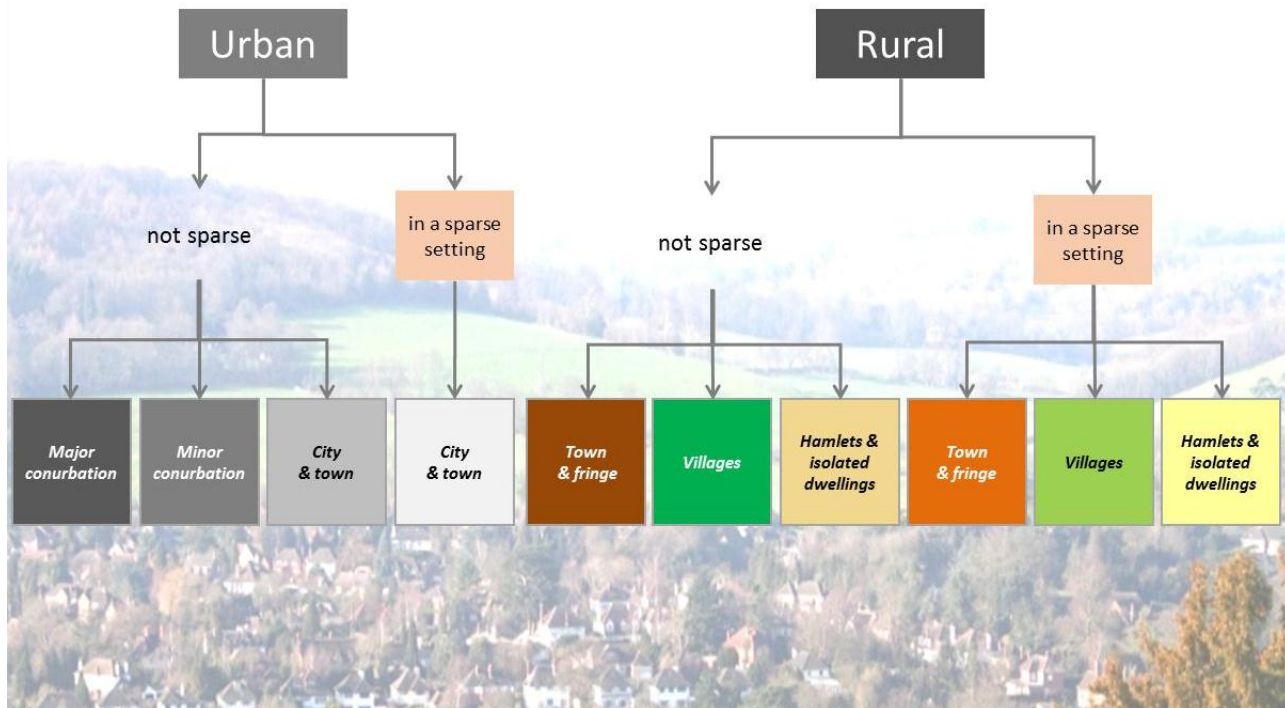 Urban
Rural
not sparse
in a sparse
setting
not sparse
in a sparse
setting
Major
conurbation
Minor
conurbation
City
& town
City
& town
Town
& fringe
Villages
Hamlets &
isolated
dwellings
Town
& fringe
Villages
Hamlets &
isolated
dwellings